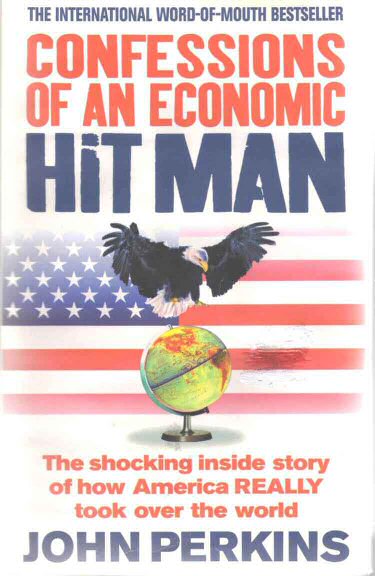 THE INTERNATIONAL WORD-OF-MOUTH BESTSELLER
CONFESSIONS
OF AN ECONOMIC
HiT MAN
The shocking inside story
of how America REALLY
took over the world
JOHN PERKINS